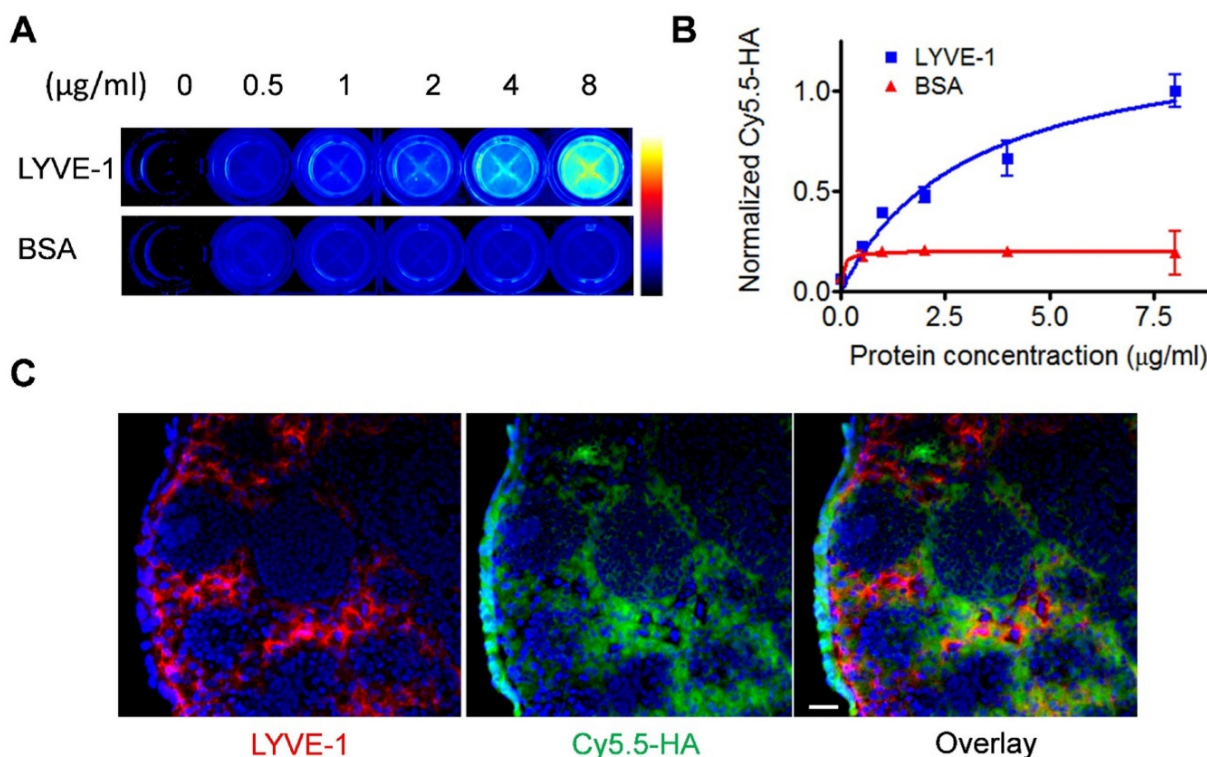 A
(μg/ml) 0 0.5 1 2 4 8
LYVE-1
BSA
B
LYVE-1
BSA
Normalized Cy5.5-HA
1.0
0.5
0.0
0.0 2.5 5.0 7.5
Protein concentraction (μg/ml)
C
LYVE-1 Cy5.5-HA Overlay